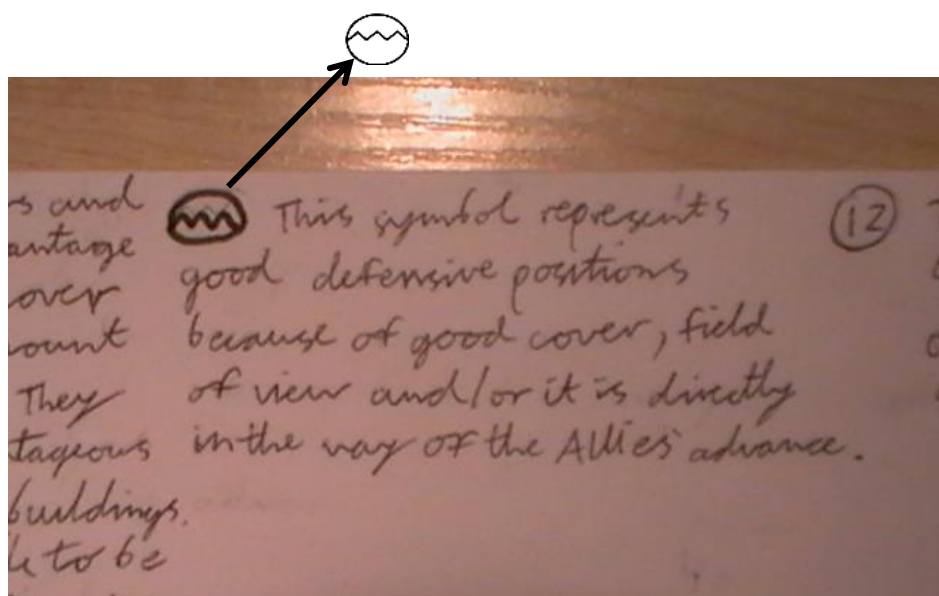 s and
antage
over
ount
They
tageous
buildings.
to be
This symbol represents
good defensive positions
because of good cover, field
of view and/or it is directly
in the way of the Allies' advance.
12